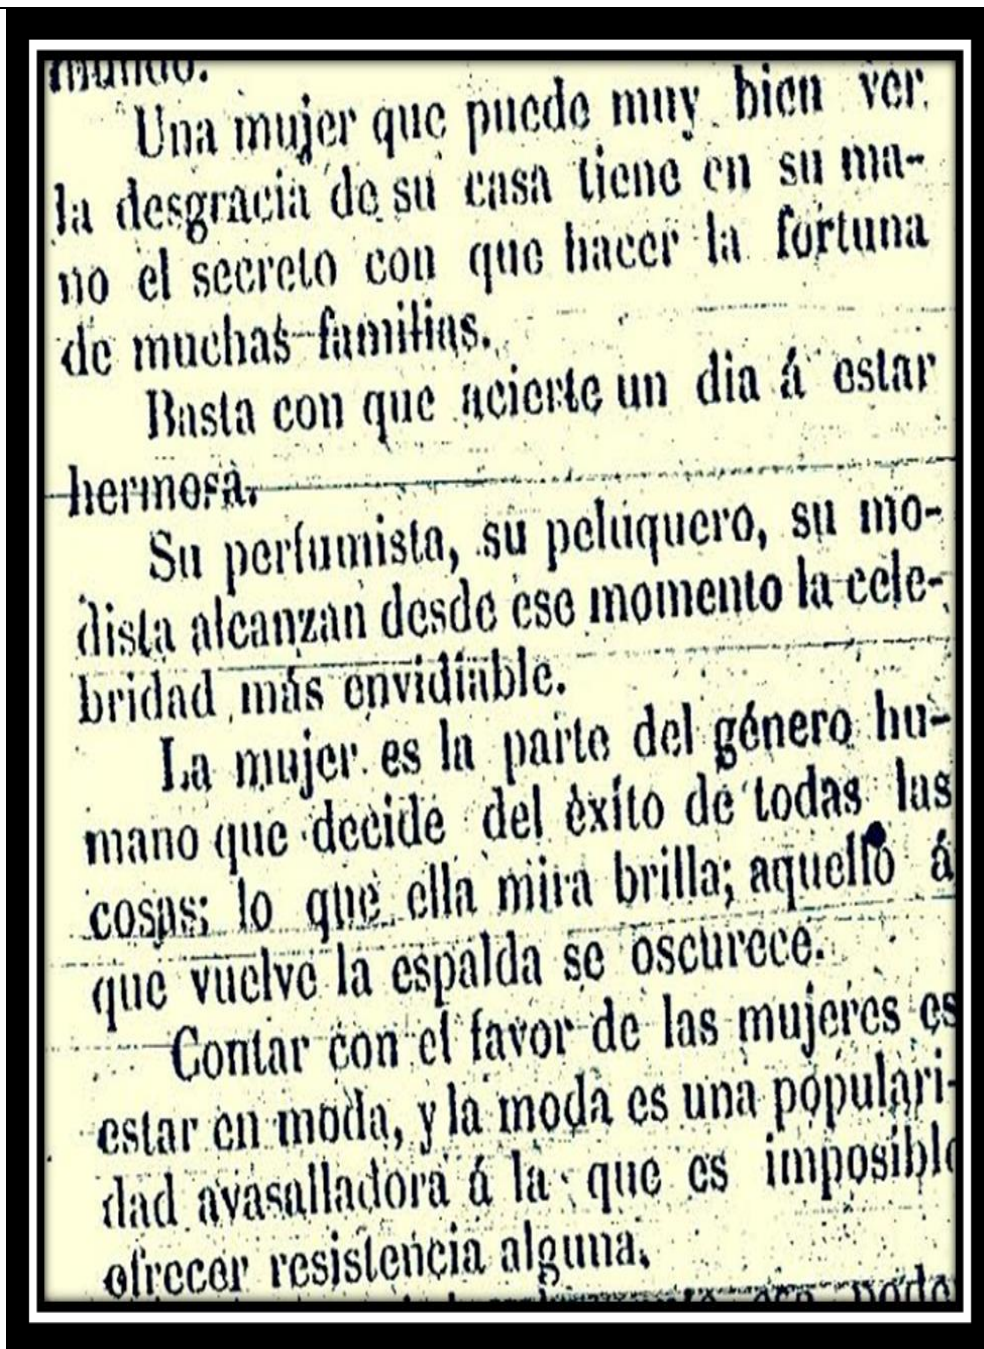 mundo.
Una mujer que puede muy bien ver
la desgracia de su casa tiene en su ma-
no el secreto con que hacer la fortuna
de muchas familias.
Basta con que acierte un dia á estar
hermosa.
Su perfumista, su peluquero, su mo-
dista alcanzan desde ese momento la cele-
bridad más envidiable.
La mujer es la parte del género hu-
mano que decide del éxito de todas las
cosas; lo que ella mira brilla; aquello á
que vuelve la espalda se oscurece.
Contar con el favor de las mujeres es
estar en moda, y la moda es una populari-
dad avasalladora á la que es imposible
ofrecer resistencia alguna.